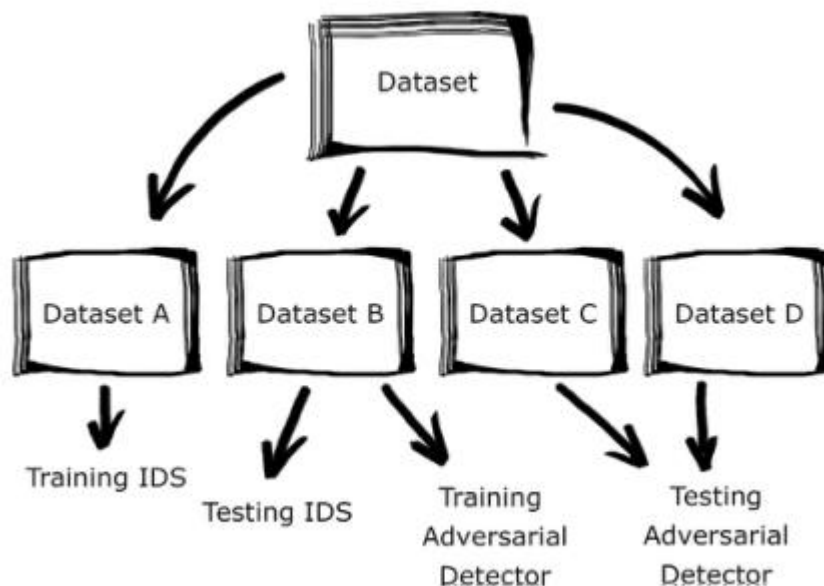 Dataset
Dataset A
Dataset B
Dataset C
Dataset D
Training IDS
Testing IDS
Training
Adversarial
Detector
Testing
Adversarial
Detector